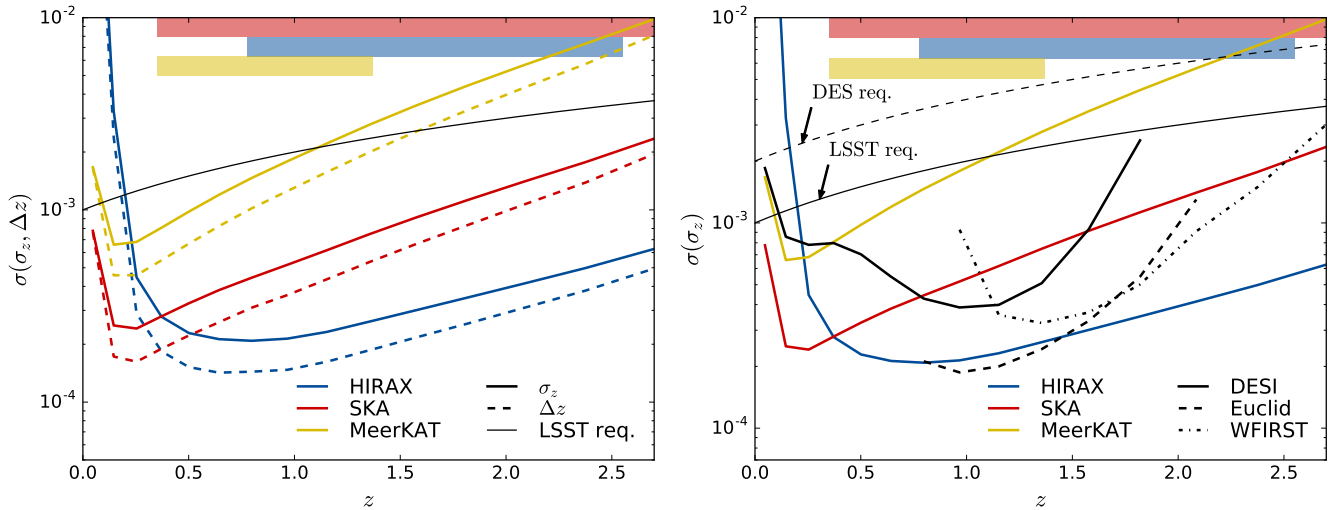 10⁻²
10⁻³
10⁻⁴
σ(σ_z, Δz)
HIRAX
SKA
MeerKAT
σ_z
Δz
LSST req.
0.0 0.5 1.0 1.5 2.0 2.5
z
10⁻²
10⁻³
10⁻⁴
σ(σ_z)
DES req.
LSST req.
HIRAX
SKA
MeerKAT
DESI
Euclid
WFIRST
0.0 0.5 1.0 1.5 2.0 2.5
z